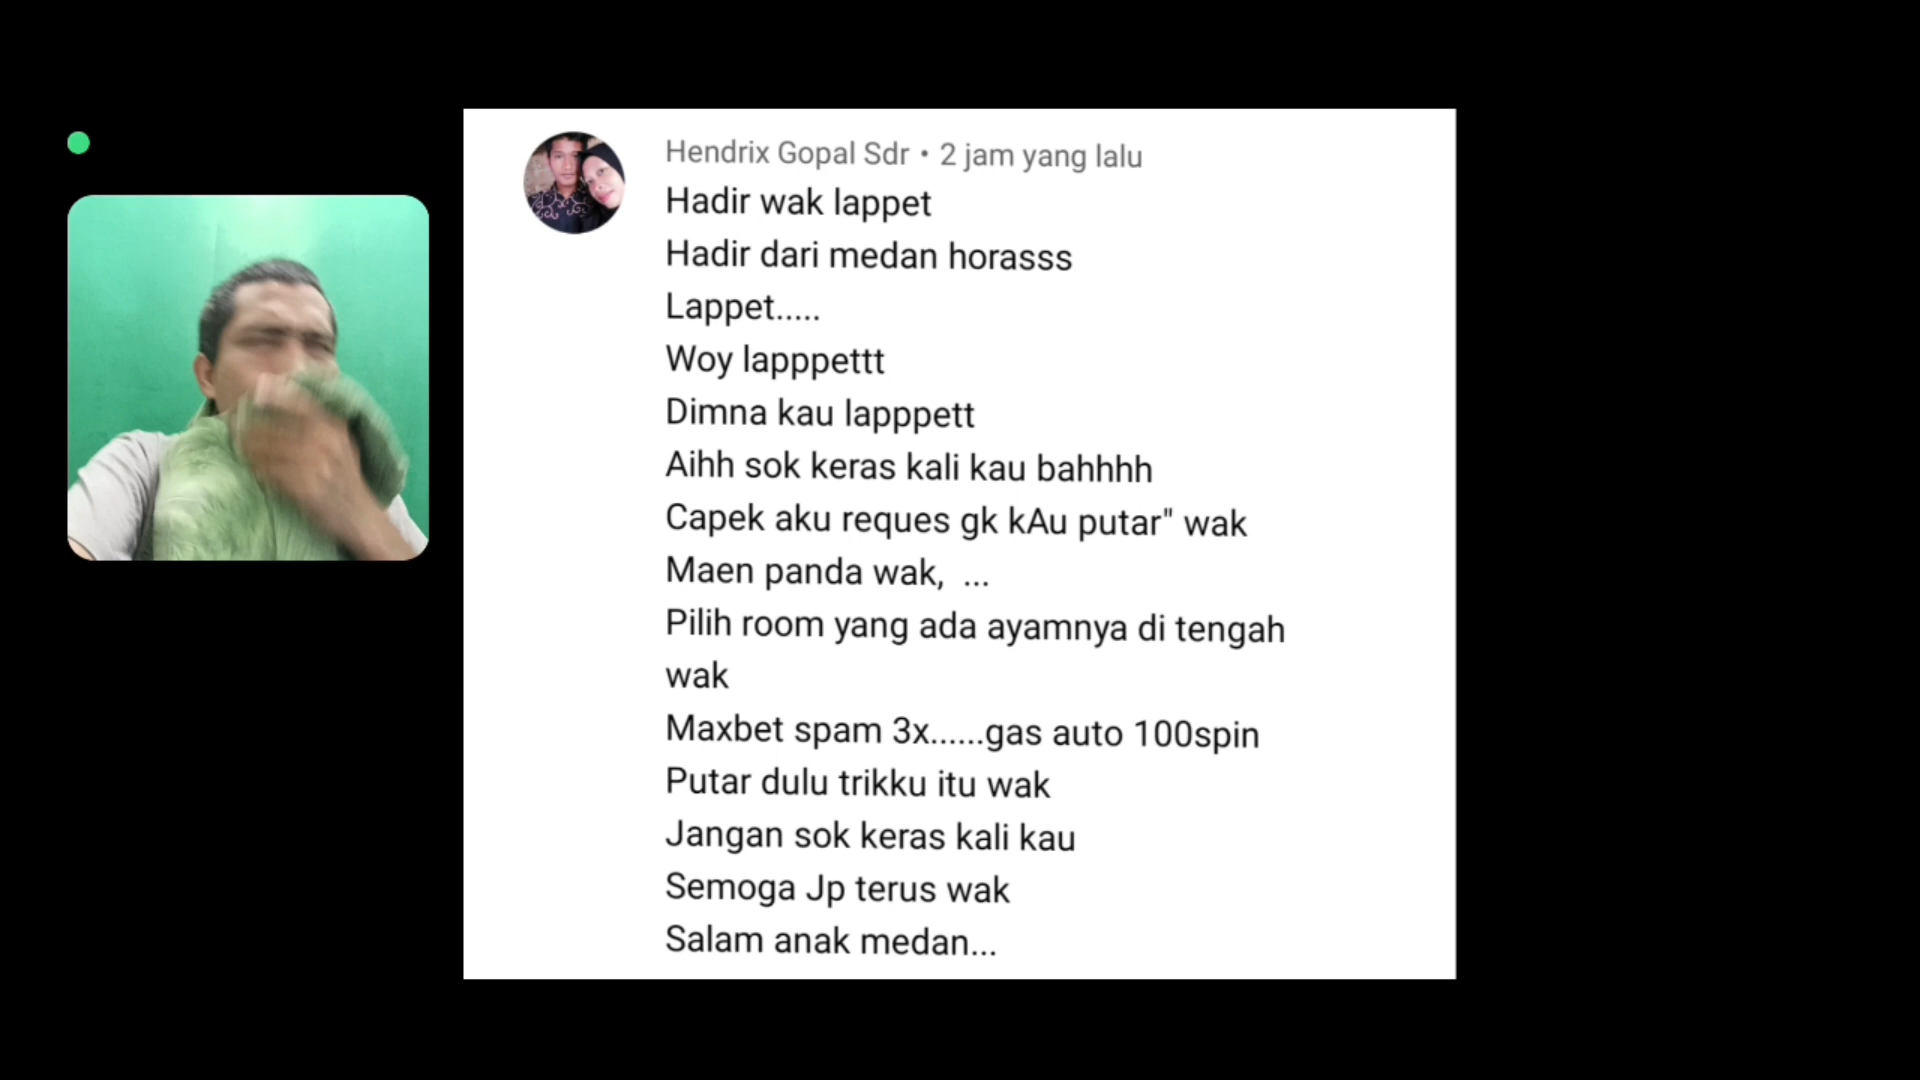 Hendrix Gopal Sdr • 2 jam yang lalu
Hadir wak lappet
Hadir dari medan horasss
Lappet.....
Woy lapppettt
Dimna kau lapppett
Aihh sok keras kali kau bahhhh
Capek aku reques gk kAu putar" wak
Maen panda wak,  ...
Pilih room yang ada ayamnya di tengah
wak
Maxbet spam 3x......gas auto 100spin
Putar dulu trikku itu wak
Jangan sok keras kali kau
Semoga Jp terus wak
Salam anak medan...